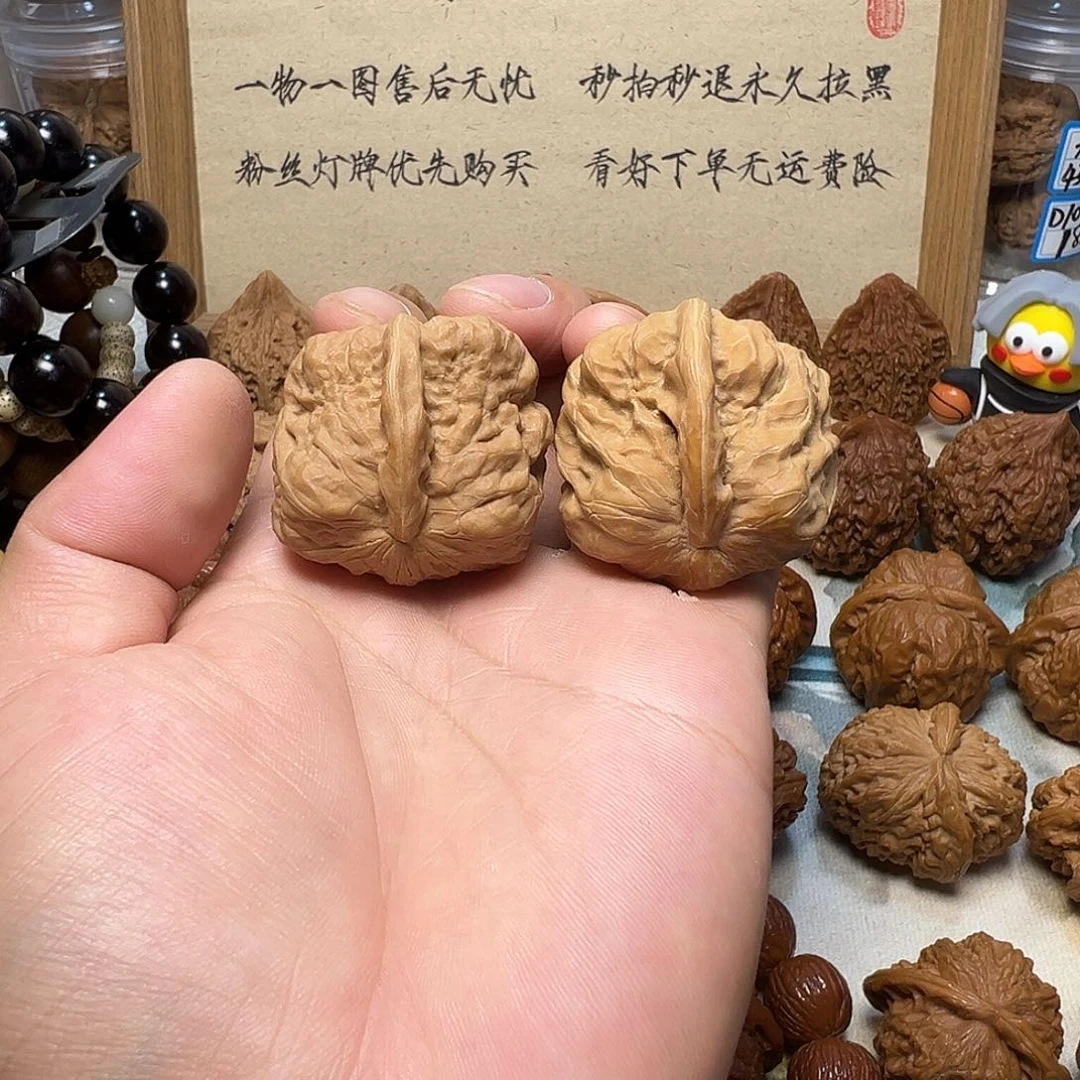 一物一图售后无忧 秒拍秒退永久拉黑
粉丝灯牌优先购买 看好下单无运费险